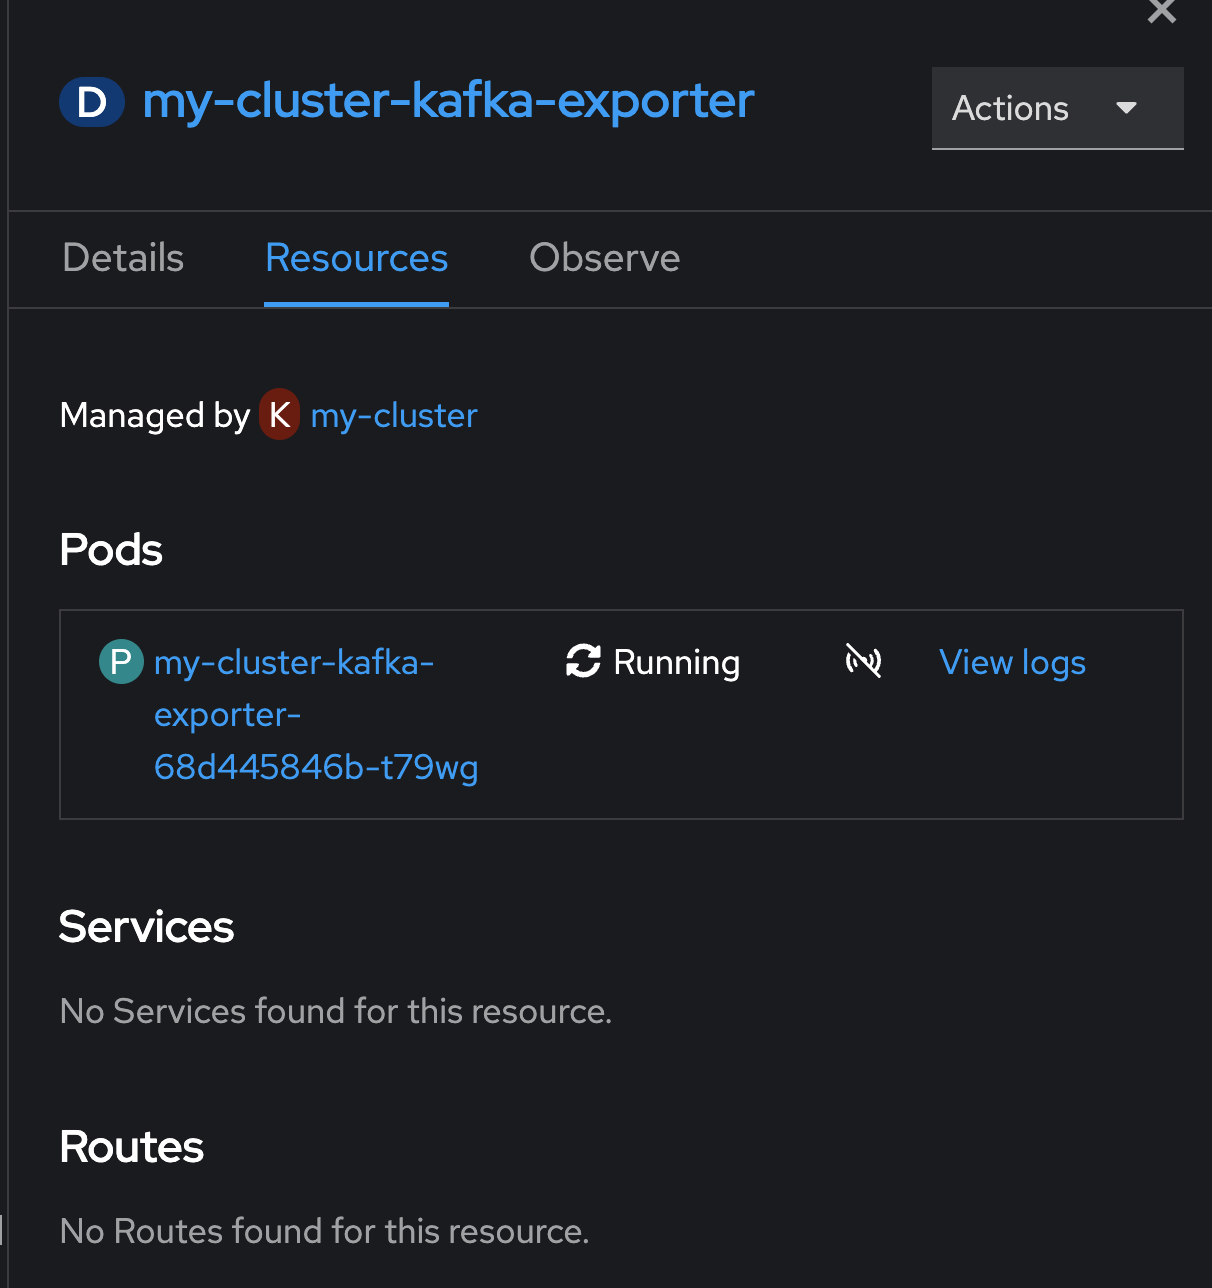 D my-cluster-kafka-exporter
Actions
Details Resources Observe
Managed by K my-cluster
Pods
P my-cluster-kafka- Running View logs
exporter-
68d445846b-t79wg
Services
No Services found for this resource.
Routes
No Routes found for this resource.